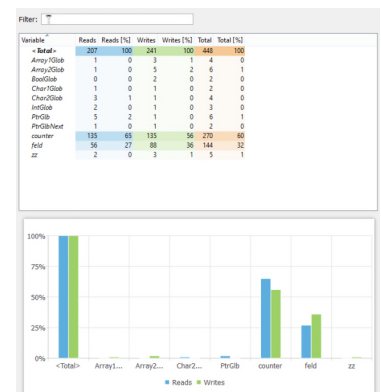 Filter:
Variable Reads Reads [%] Writes Writes [%] Total Total [%]
<Total> 207 100 241 100 448 100
Array1Glob 1 0 3 1 4 0
Array2Glob 1 0 5 2 6 1
BoolGlob 0 0 2 0 2 0
Char1Glob 1 0 1 0 2 0
Char2Glob 3 1 1 0 4 0
IntGlob 2 0 1 0 3 0
PtrGlb 5 2 1 0 6 1
PtrGlbNext 1 0 1 0 2 0
counter 135 65 135 56 270 60
feld 56 27 88 36 144 32
zz 2 0 3 1 5 1
100%
75%
50%
25%
0%
<Total> Array1... Array2... Char2... PtrGlb counter feld zz
Reads Writes